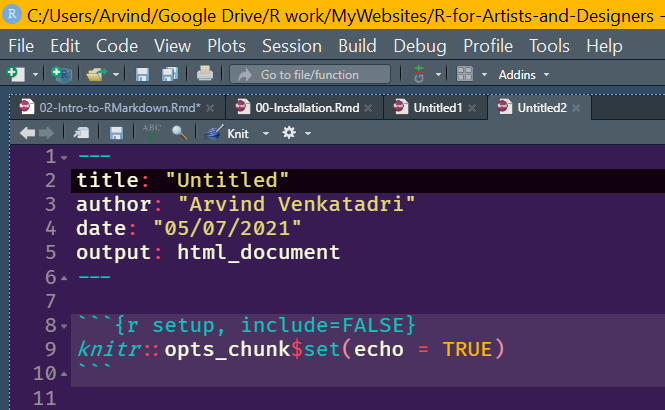 C:/Users/Arvind/Google Drive/R work/MyWebsites/R-for-Artists-and-Designers -
File Edit Code View Plots Session Build Debug Profile Tools Help
Go to file/function Addins
02-Intro-to-RMarkdown.Rmd* 00-Installation.Rmd Untitled1 Untitled2
ABC Knit
1 ---
2 title: "Untitled"
3 author: "Arvind Venkatadri"
4 date: "05/07/2021"
5 output: html_document
6 ---
7
8 ```{r setup, include=FALSE}
9 knitr::opts_chunk$set(echo = TRUE)
10 ```
11